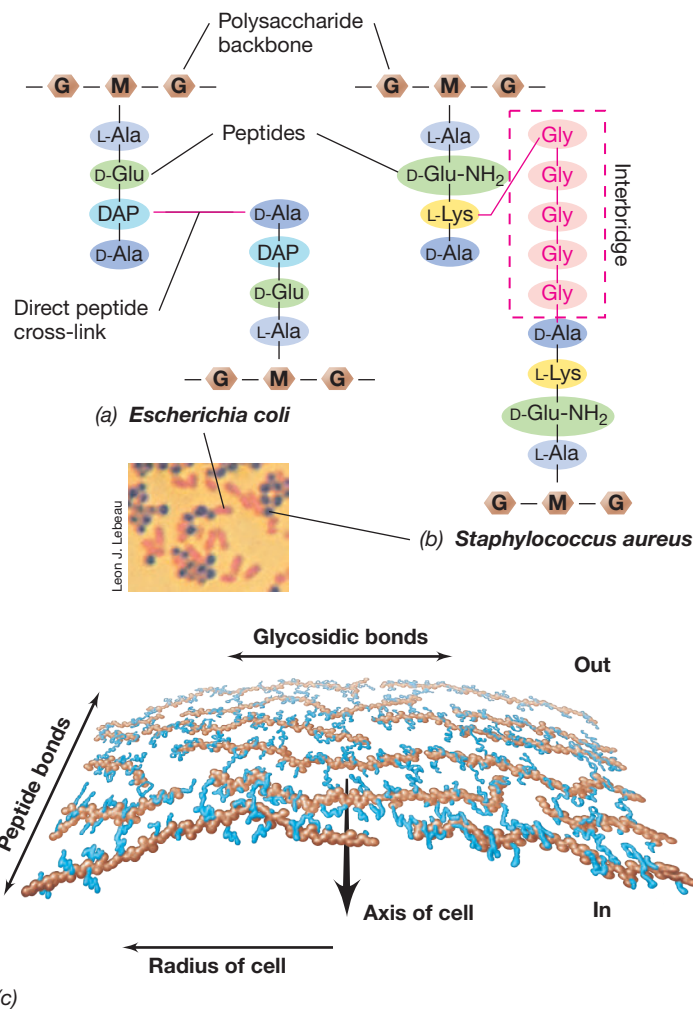 Polysaccharide
backbone
G M G
G M G
L-Ala
Peptides
D-Glu
DAP
D-Ala
D-Ala
DAP
D-Glu
L-Ala
Direct peptide
cross-link
G M G
(a) Escherichia coli
L-Ala
D-Glu-NH2
L-Lys
D-Ala
Gly
Gly
Gly
Gly
Gly
Interbridge
D-Ala
L-Lys
D-Glu-NH2
L-Ala
G M G
(b) Staphylococcus aureus
Leon J. Lebeau
Glycosidic bonds
Out
Peptide bonds
Axis of cell
In
Radius of cell
(c)